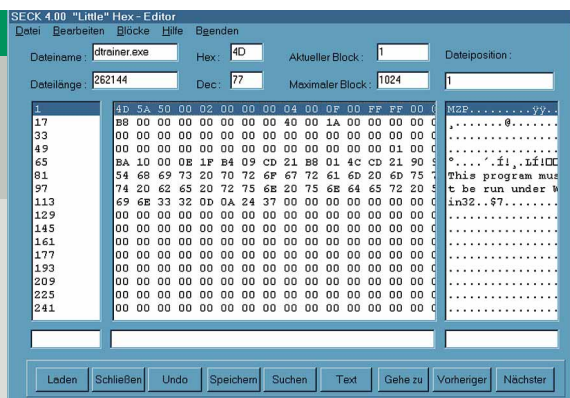 SECK 4.00 "Little" Hex-Editor
Datei Bearbeiten Blöcke Hilfe Beenden
Dateiname: dtrainer.exe Hex: 4D Aktueller Block: 1 Dateiposition:
Dateilänge: 262144 Dec: 77 Maximaler Block: 1024 1
1 4D 5A 50 00 02 00 00 00 04 00 0F 00 FF FF 00 MZP.........ÿÿ..
17 B8 00 00 00 00 00 00 00 40 00 1A 00 00 00 00 ¸.......@.......
33 00 00 00 00 00 00 00 00 00 00 00 00 00 00 00 ................
49 00 00 00 00 00 00 00 00 00 00 00 00 00 01 00 ................
65 BA 10 00 0E 1F B4 09 CD 21 B8 01 4C CD 21 90 °....´.Í!¸.LÍ!
81 54 68 69 73 20 70 72 6F 67 72 61 6D 20 6D 75 This program mus
97 74 20 62 65 20 72 75 6E 20 75 6E 64 65 72 20 t be run under W
113 69 6E 33 32 0D 0A 24 37 00 00 00 00 00 00 00 in32..$7........
129 00 00 00 00 00 00 00 00 00 00 00 00 00 00 00 ................
145 00 00 00 00 00 00 00 00 00 00 00 00 00 00 00 ................
161 00 00 00 00 00 00 00 00 00 00 00 00 00 00 00 ................
177 00 00 00 00 00 00 00 00 00 00 00 00 00 00 00 ................
193 00 00 00 00 00 00 00 00 00 00 00 00 00 00 00 ................
209 00 00 00 00 00 00 00 00 00 00 00 00 00 00 00 ................
225 00 00 00 00 00 00 00 00 00 00 00 00 00 00 00 ................
241 00 00 00 00 00 00 00 00 00 00 00 00 00 00 00 ................
Laden Schließen Undo Speichern Suchen Text Gehe zu Vorheriger Nächster